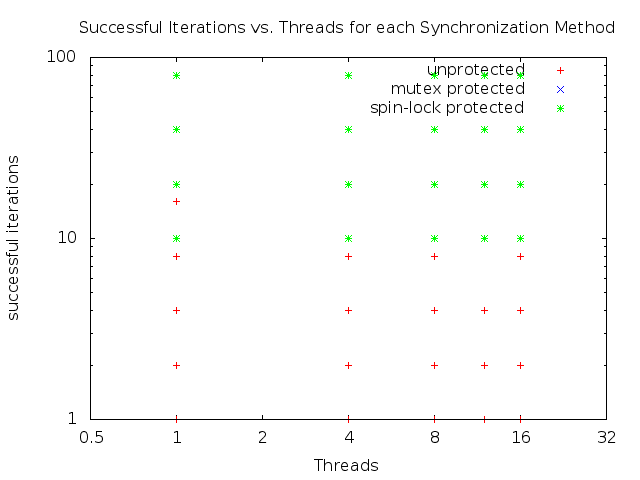 Successful Iterations vs. Threads for each Synchronization Method
100
unprotected
mutex protected
spin-lock protected
successful iterations
10
1
0.5 1 2 4 8 16 32
Threads